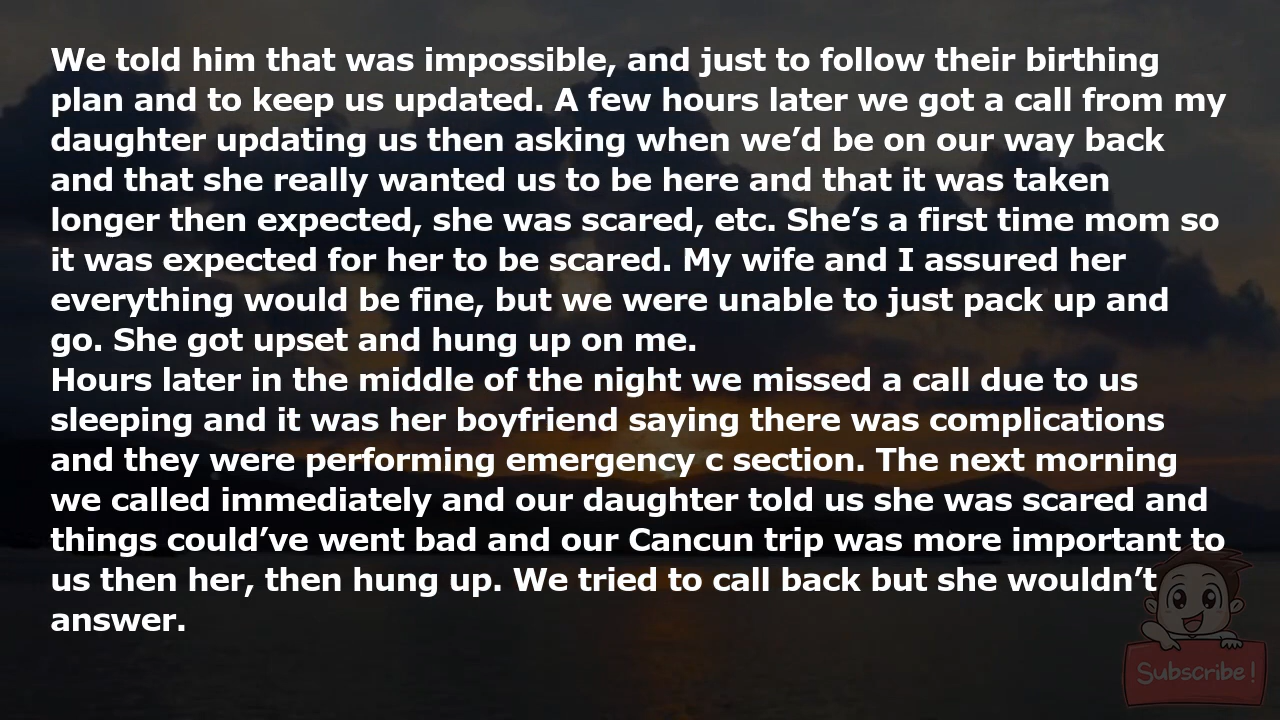 We told him that was impossible, and just to follow their birthing
plan and to keep us updated. A few hours later we got a call from my
daughter updating us then asking when we’d be on our way back
and that she really wanted us to be here and that it was taken
longer then expected, she was scared, etc. She’s a first time mom so
it was expected for her to be scared. My wife and I assured her
everything would be fine, but we were unable to just pack up and
go. She got upset and hung up on me.
Hours later in the middle of the night we missed a call due to us
sleeping and it was her boyfriend saying there was complications
and they were performing emergency c section. The next morning
we called immediately and our daughter told us she was scared and
things could’ve went bad and our Cancun trip was more important to
us then her, then hung up. We tried to call back but she wouldn’t
answer.
Subscribe!